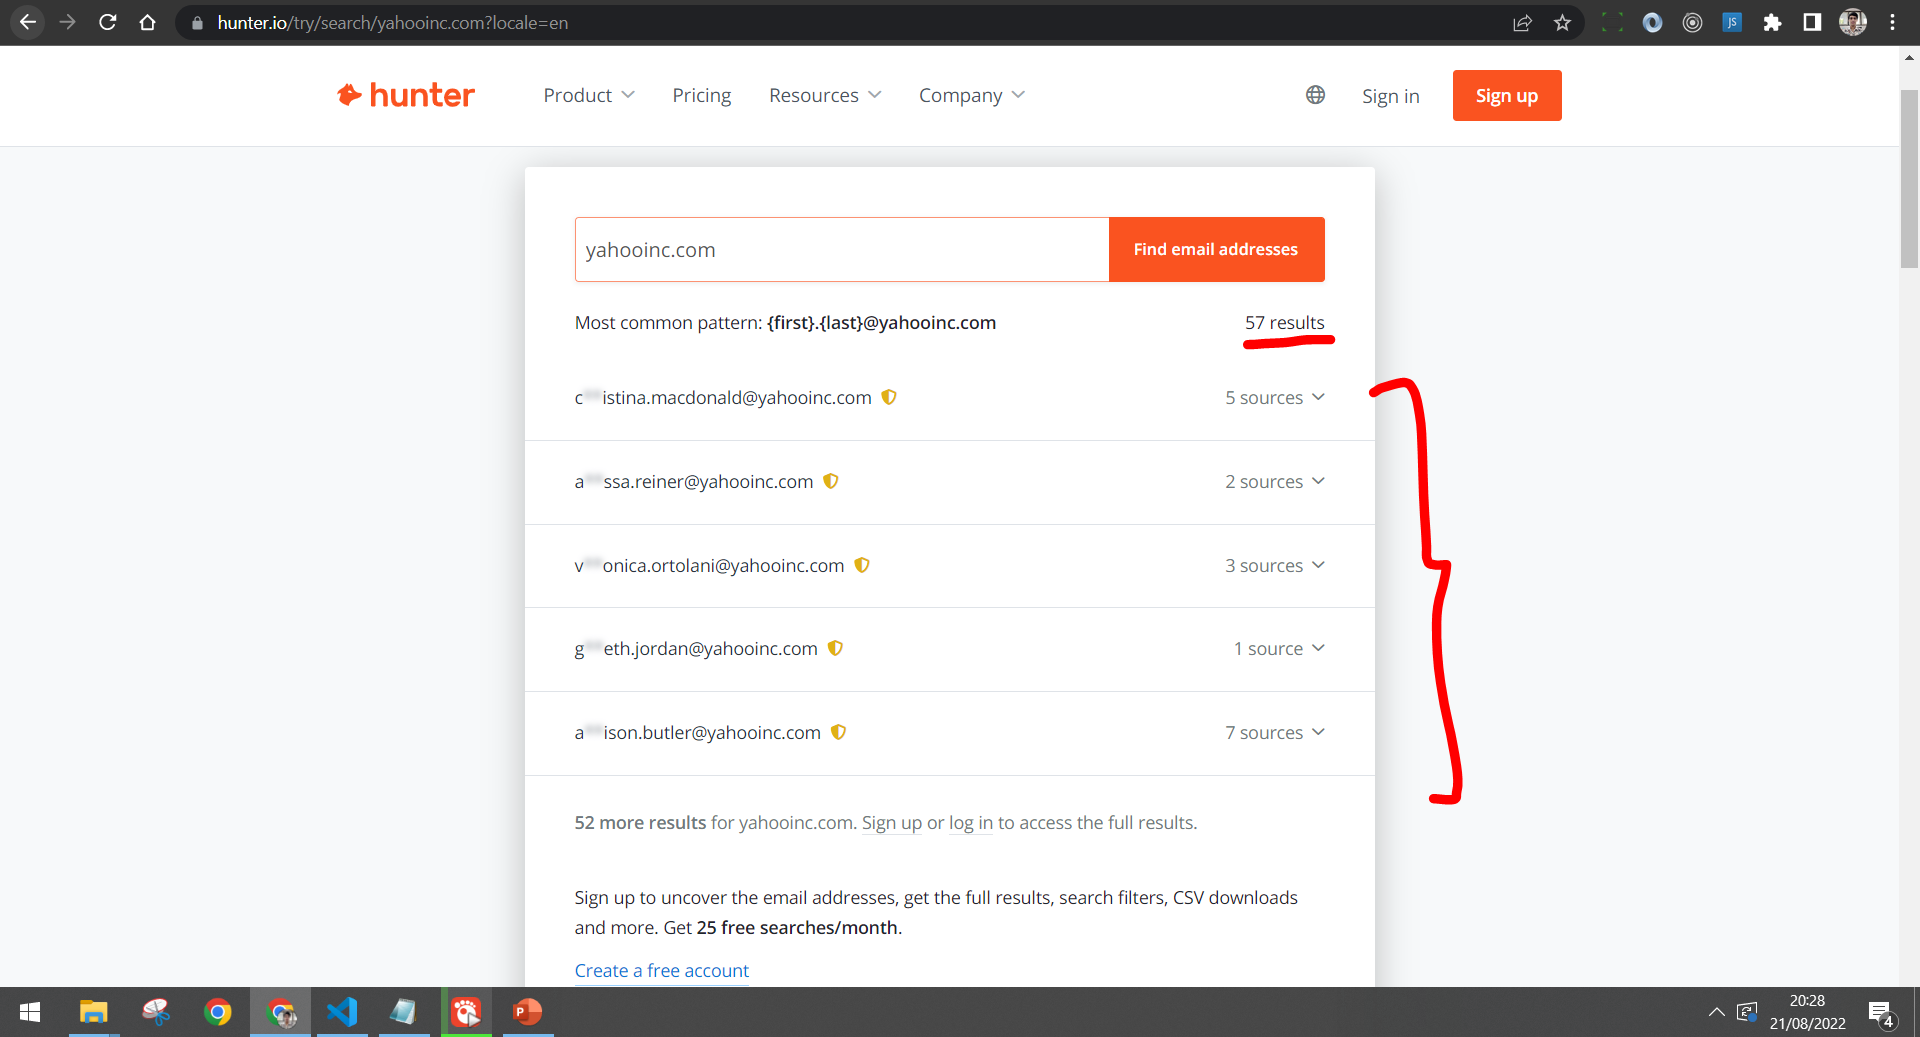 hunter.io/try/search/yahooinc.com?locale=en
JS
hunter
Product
Pricing
Resources
Company
Sign in
Sign up
yahooinc.com
Find email addresses
Most common pattern: {first}.{last}@yahooinc.com
57 results
c istina.macdonald@yahooinc.com
5 sources
a ssa.reiner@yahooinc.com
2 sources
v onica.ortolani@yahooinc.com
3 sources
g eth.jordan@yahooinc.com
1 source
a ison.butler@yahooinc.com
7 sources
52 more results for yahooinc.com. Sign up or log in to access the full results.
Sign up to uncover the email addresses, get the full results, search filters, CSV downloads
and more. Get 25 free searches/month.
Create a free account
P
20:28
21/08/2022
4